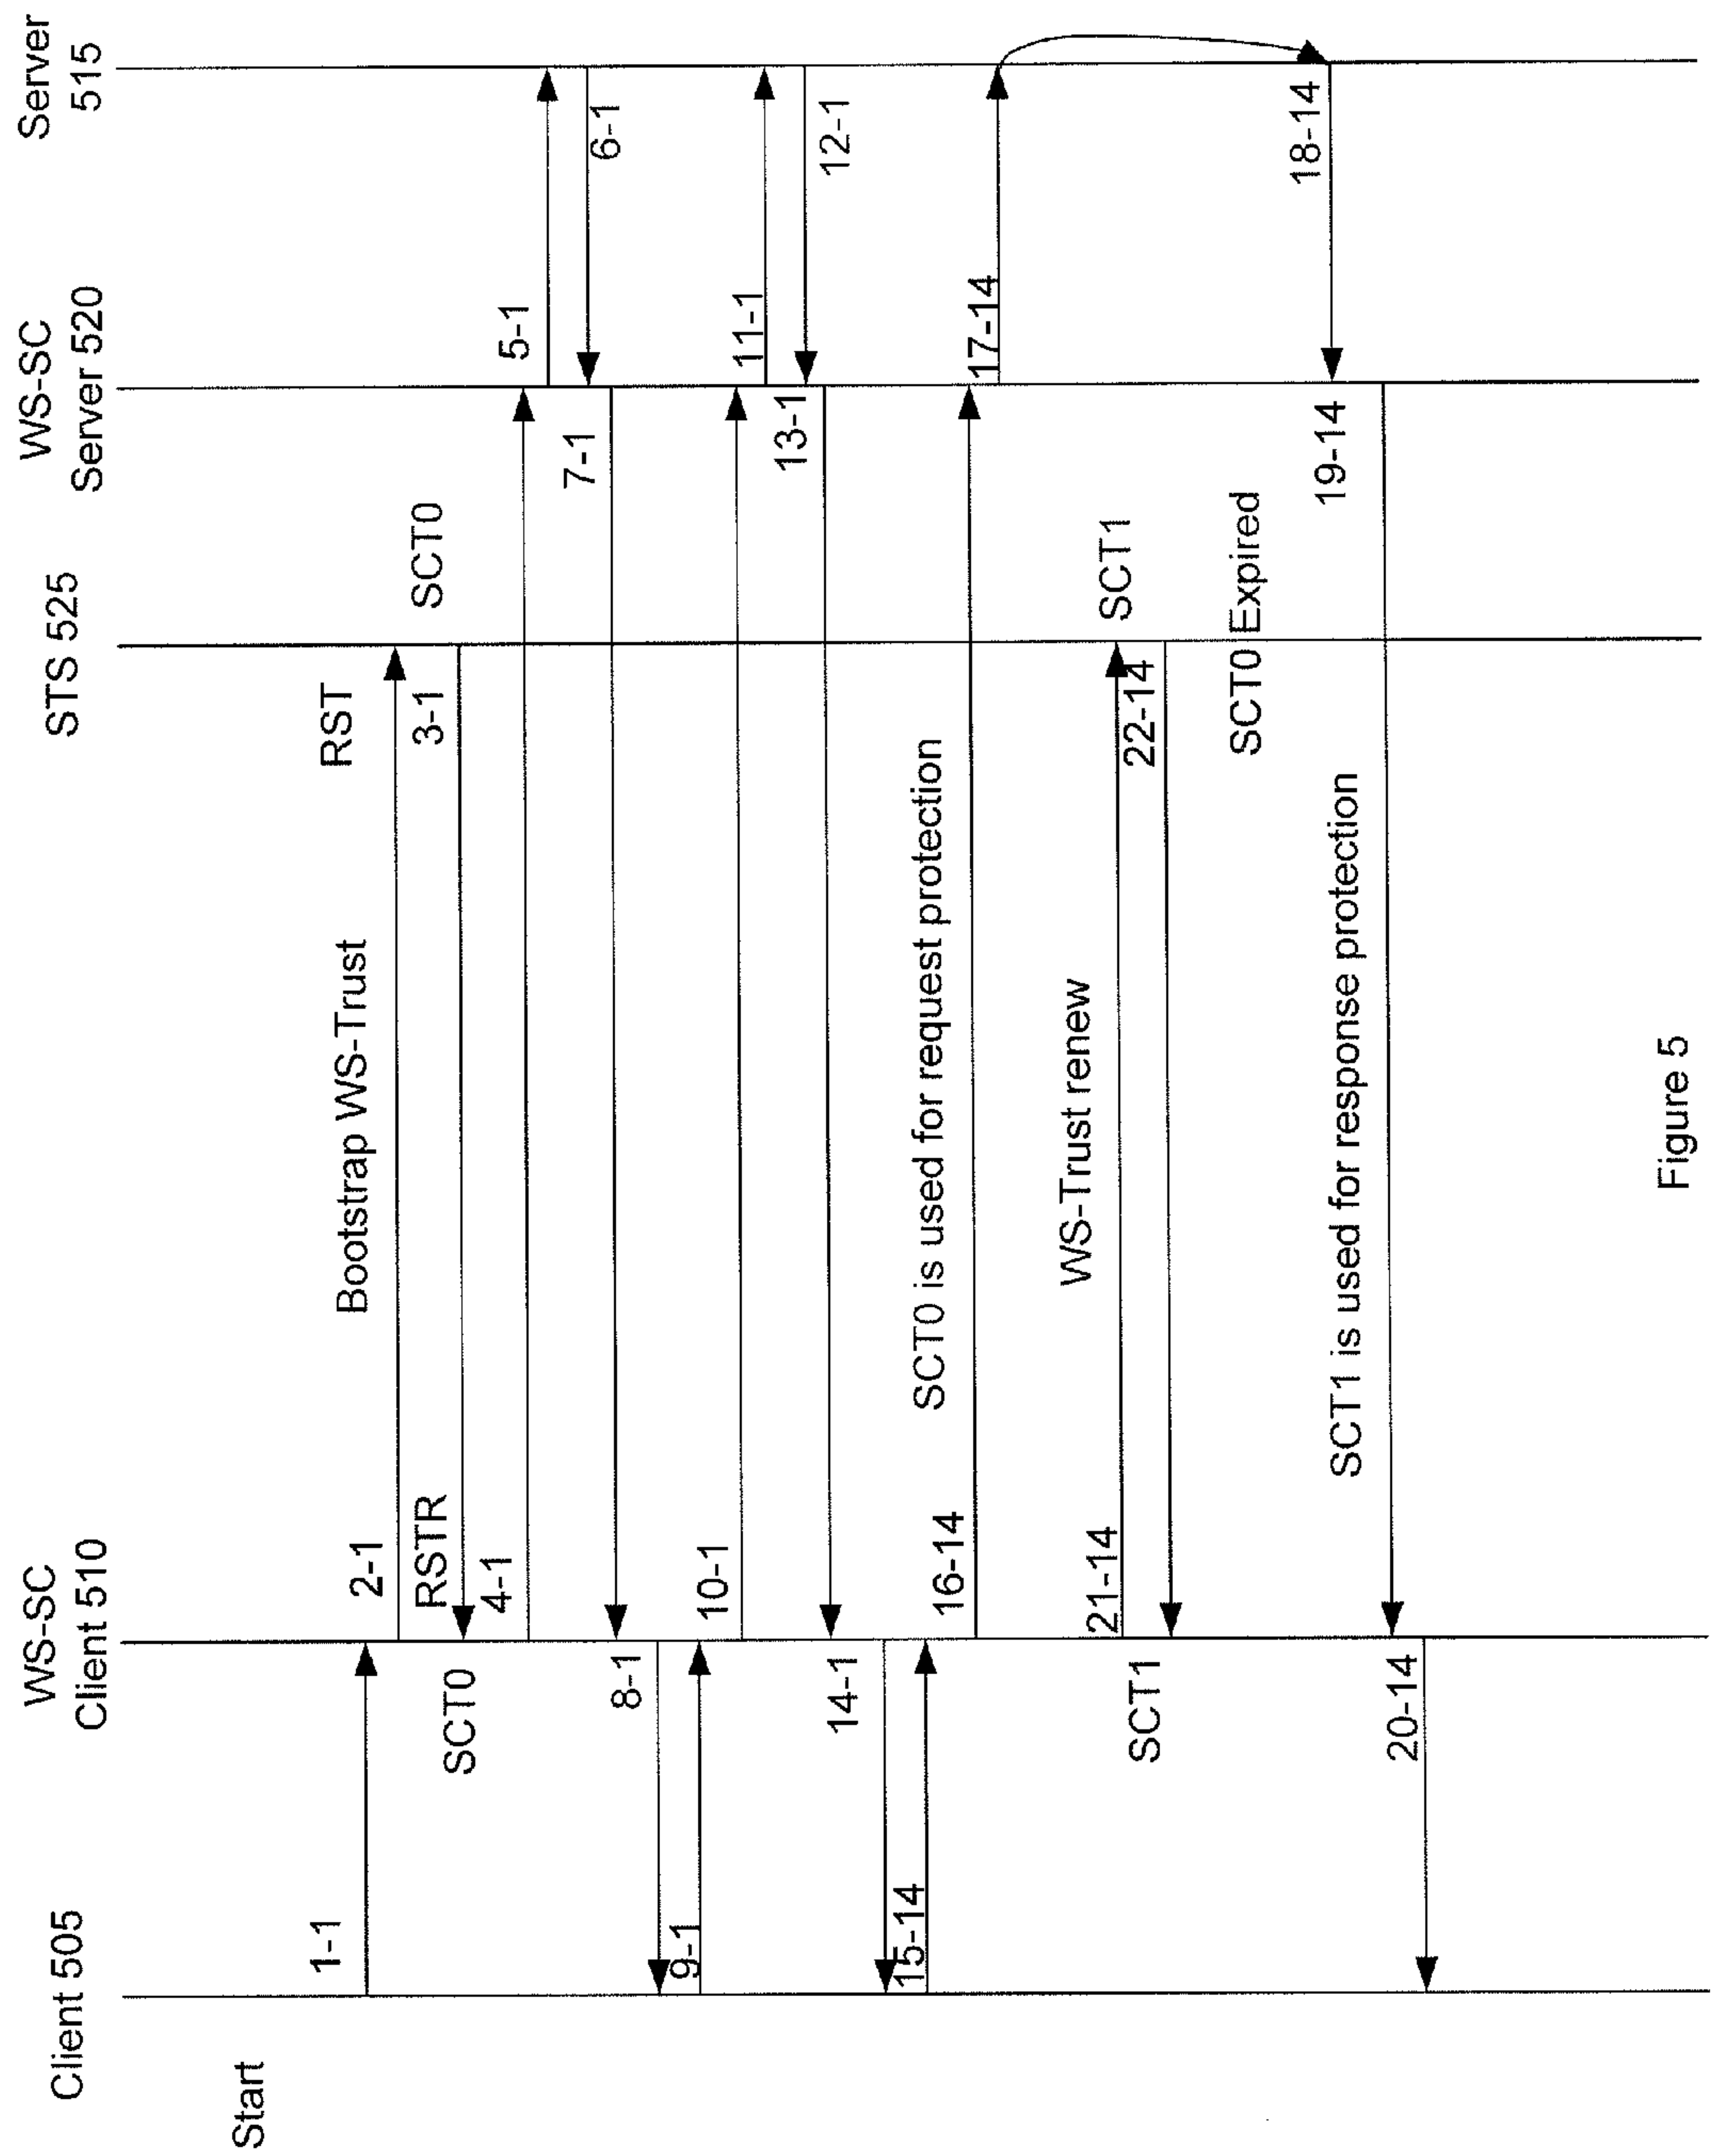 Client 505
WS-SC
Client 510
STS 525
WS-SC
Server 520
Server
515
Start
1-1
2-1
Bootstrap WS-Trust
RST
RSTR
3-1
SCT0
SCT0
4-1
5-1
6-1
7-1
8-1
9-1
10-1
11-1
12-1
13-1
14-1
15-14
16-14
SCT0 is used for request protection
17-14
21-14
WS-Trust renew
22-14
SCT1
SCT1
SCT0 Expired
18-14
19-14
SCT1 is used for response protection
20-14
Figure 5